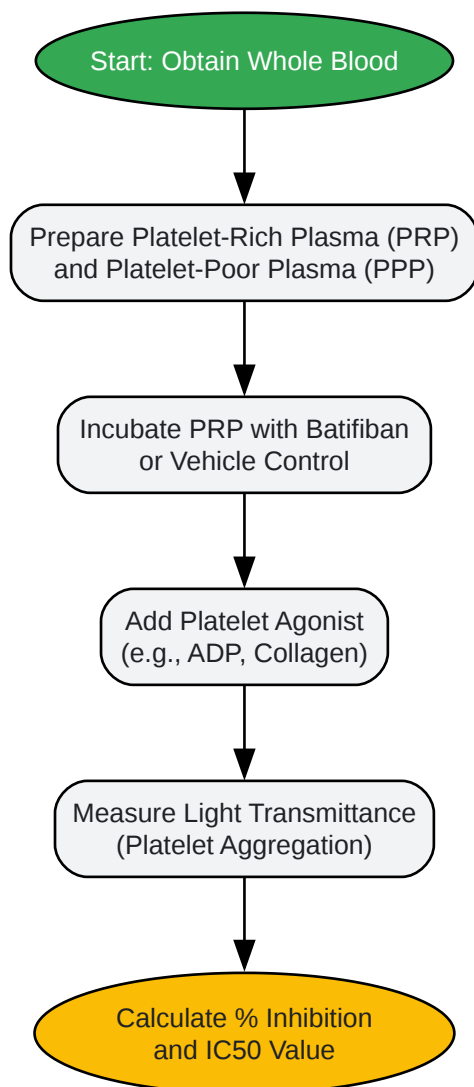 Start: Obtain Whole Blood
Prepare Platelet-Rich Plasma (PRP)
and Platelet-Poor Plasma (PPP)
Incubate PRP with Batifiban
or Vehicle Control
Add Platelet Agonist
(e.g., ADP, Collagen)
Measure Light Transmittance
(Platelet Aggregation)
Calculate % Inhibition
and IC50 Value